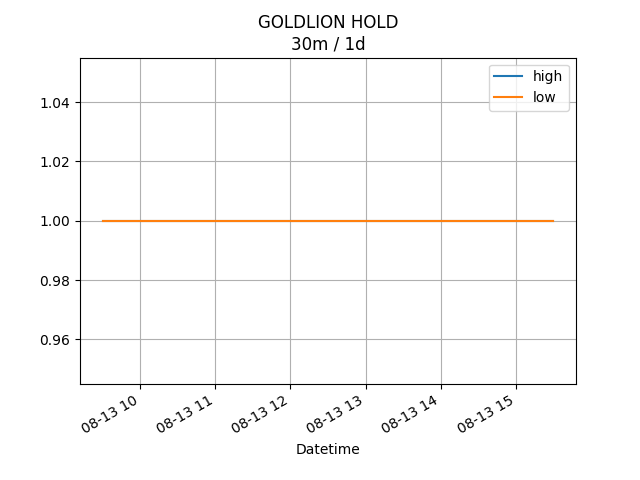 GOLDLION HOLD
30m / 1d
high
low
1.04
1.02
1.00
0.98
0.96
08-13 10
08-13 11
08-13 12
08-13 13
08-13 14
08-13 15
Datetime